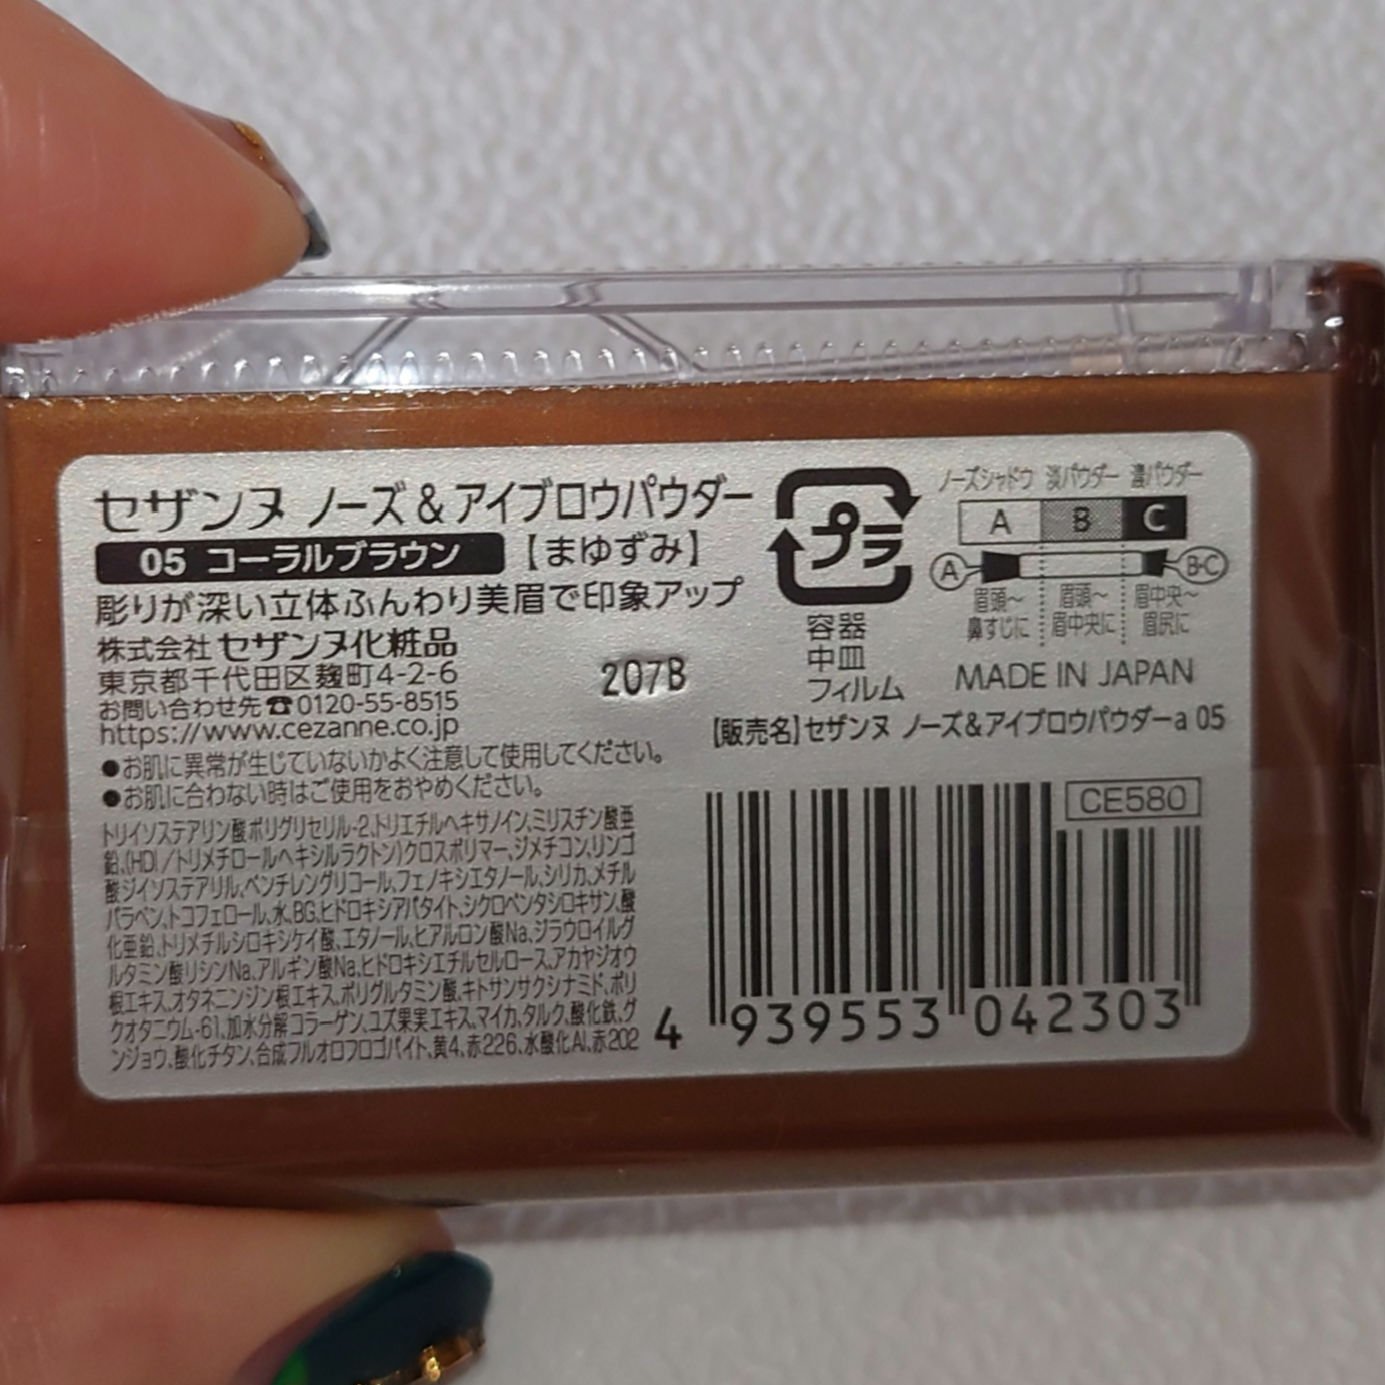 セザンヌ ノーズ&アイブロウパウダー
05 コーラルブラウン 【まゆずみ】
彫りが深い立体ふんわり美眉で印象アップ
株式会社 セザンヌ化粧品
東京都千代田区麹町4-2-6
お問い合わせ先☎0120-55-8515
https://www.cezanne.co.jp
207B
●お肌に異常が生じていないかよく注意して使用してください。
●お肌に合わない時はご使用をおやめください。
トリイソステアリン酸ポリグリセリル-2、トリエチルヘキサノイン、ミリスチン酸亜
鉛、(HDI/トリメチロールヘキシルラクトン)クロスポリマー、ジメチコン、リンゴ
酸ジイソステアリル、ペンチレングリコール、フェノキシエタノール、シリカ、メチル
パラベン、トコフェロール、水、BG、ヒドロキシアパタイト、シクロペンタシロキサン、酸
化亜鉛、トリメチルシロキシケイ酸、エタノール、ヒアルロン酸Na、ジラウロイルグ
ルタミン酸リシンNa、アルギン酸Na、ヒドロキシエチルセルロース、アカヤジオウ
根エキス、オタネニンジン根エキス、ポリグルタミン酸、キトサンサクシナミド、ポリ
クオタニウム-61、加水分解コラーゲン、ユズ果実エキス、マイカ、タルク、酸化鉄、グ
ンジョウ、酸化チタン、合成フルオロフロゴパイト、黄4、赤226、水酸化Al、赤202
プラ
容器
中皿
フィルム
ノーズシャドウ 淡パウダー 濃パウダー
A B C
A B・C
眉頭～ 眉頭～ 眉中央～
鼻すじに 眉中央に 眉尻に
MADE IN JAPAN
【販売名】セザンヌ ノーズ&アイブロウパウダーa 05
CE580
4 939553 042303